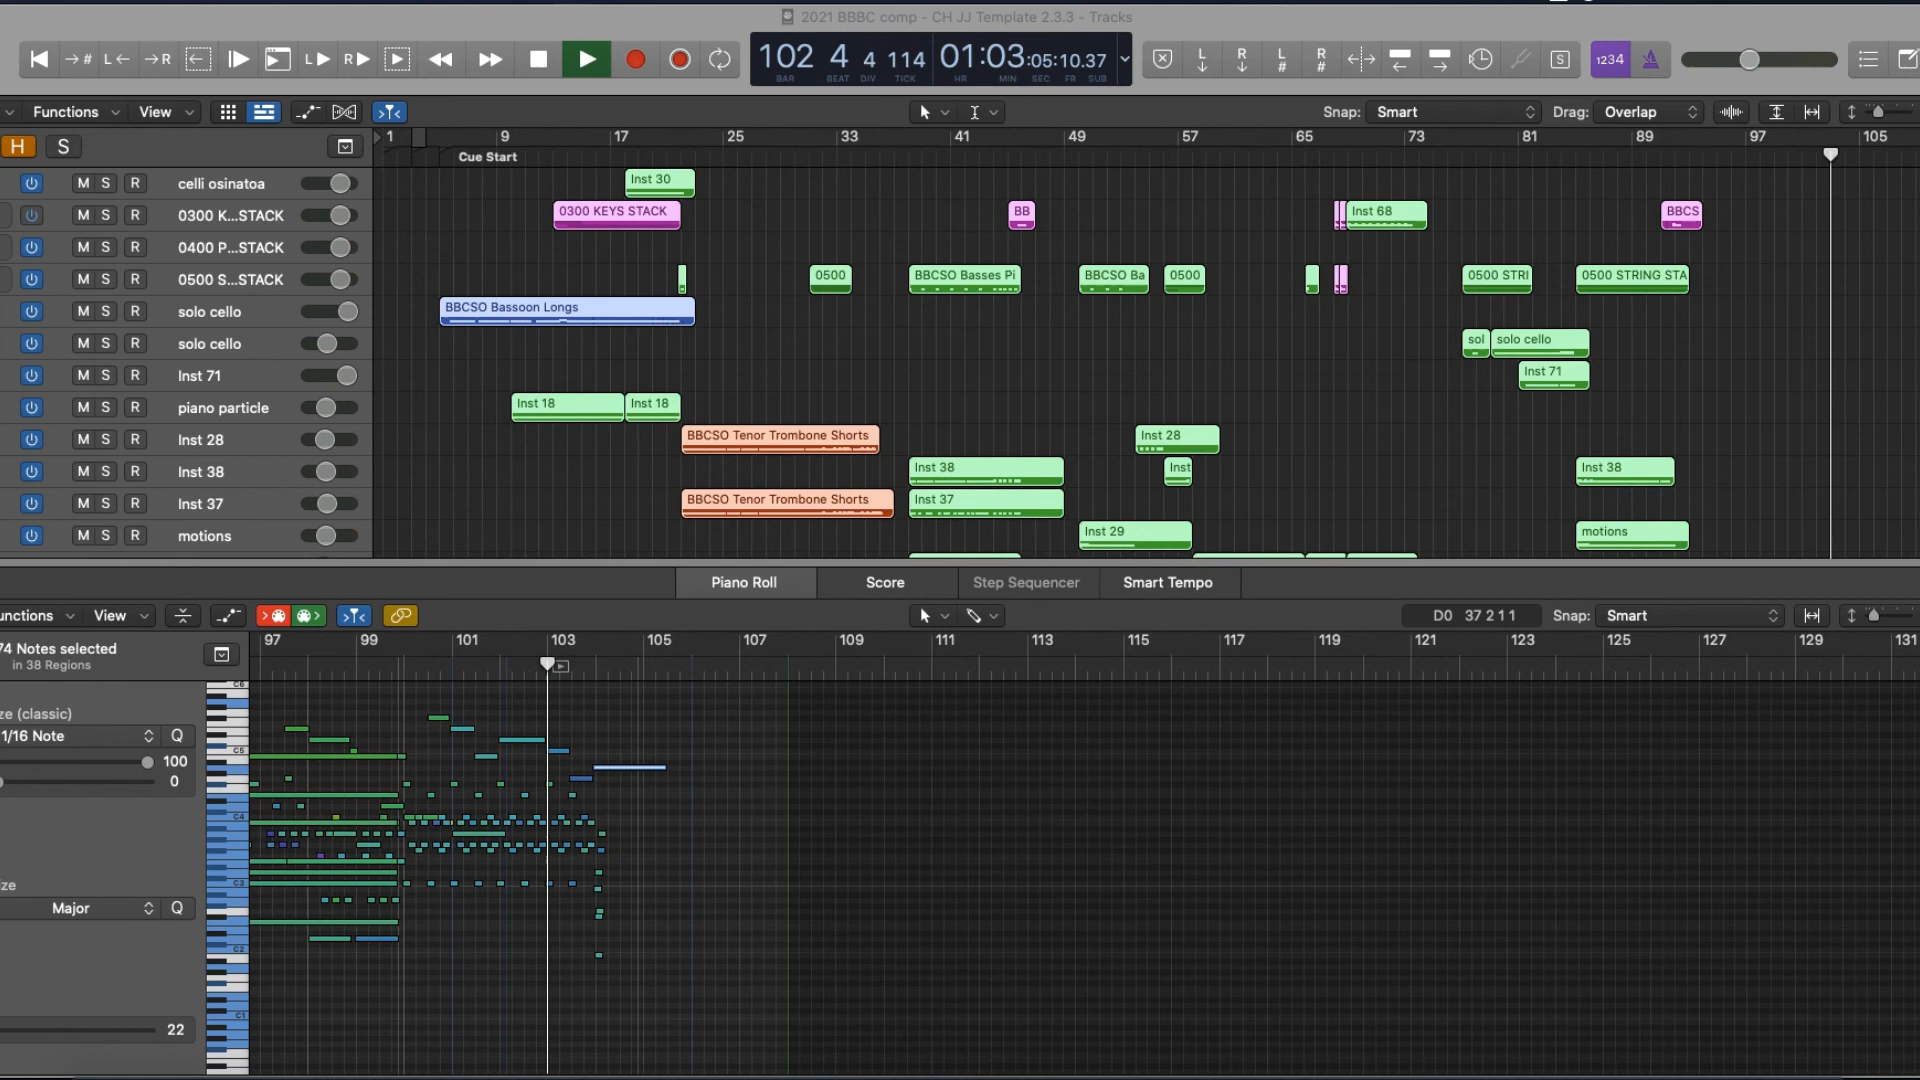 2021 BBBC comp - CH JJ Template 2.3.3 - Tracks
→# L← →R L▶ R▶
102 4 4 114 01:03:05:10.37
BAR BEAT DIV TICK HR MIN SEC FR SUB
L R L # R # S 1234
Functions View Snap: Smart Drag: Overlap
H S 1 9 17 25 33 41 49 57 65 73 81 89 97 105
Cue Start
M S R celli osinatoa Inst 30
M S R 0300 K...STACK 0300 KEYS STACK BB Inst 68 BBCS
M S R 0400 P...STACK
M S R 0500 S...STACK 0500 BBCSO Basses Pi BBCSO Ba 0500 0500 STRI 0500 STRING STA
M S R solo cello BBCSO Bassoon Longs
M S R solo cello sol solo cello
M S R Inst 71 Inst 71
M S R piano particle Inst 18 Inst 18
M S R Inst 28 BBCSO Tenor Trombone Shorts Inst 28
M S R Inst 38 Inst 38 Inst Inst 38
M S R Inst 37 BBCSO Tenor Trombone Shorts Inst 37
M S R motions Inst 29 motions
Piano Roll Score Step Sequencer Smart Tempo
unctions View D0 37 2 1 1 Snap: Smart
97 99 101 103 105 107 109 111 113 115 117 119 121 123 125 127 129 131
74 Notes selected
in 38 Regions
C6
ze (classic)
1/16 Note Q
C5
100
0
C4
ze
C3
Major Q
C2
C1
22